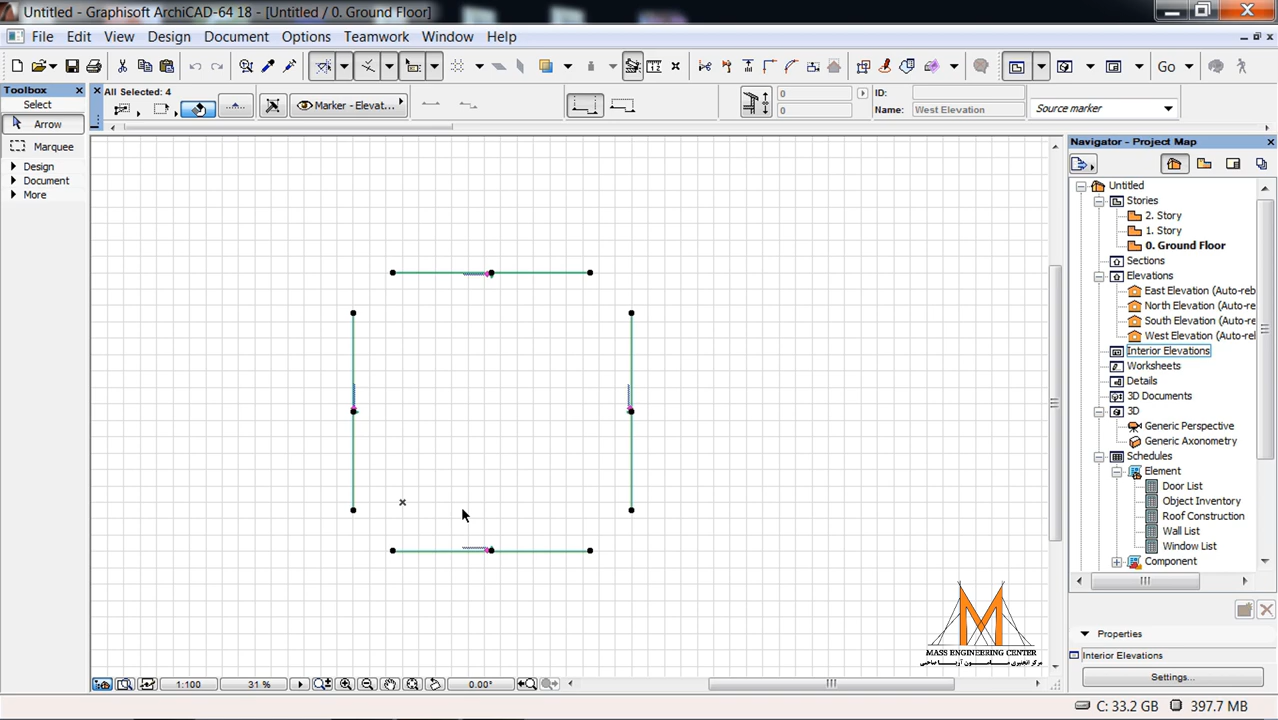 Untitled - Graphisoft ArchiCAD-64 18 - [Untitled / 0. Ground Floor]
File Edit View Design Document Options Teamwork Window Help
Go
Toolbox
Select
Arrow
Marquee
Design
Document
More
All Selected: 4
Marker - Elevat...
0
0
ID:
Name: West Elevation
Source marker
Navigator - Project Map
Untitled
Stories
2. Story
1. Story
0. Ground Floor
Sections
Elevations
East Elevation (Auto-reb
North Elevation (Auto-re
South Elevation (Auto-re
West Elevation (Auto-rel
Interior Elevations
Worksheets
Details
3D Documents
3D
Generic Perspective
Generic Axonometry
Schedules
Element
Door List
Object Inventory
Roof Construction
Wall List
Window List
Component
Properties
Interior Elevations
Settings...
MASS ENGINEERING CENTER
1:100 31 % 0.00°
C: 33.2 GB 397.7 MB